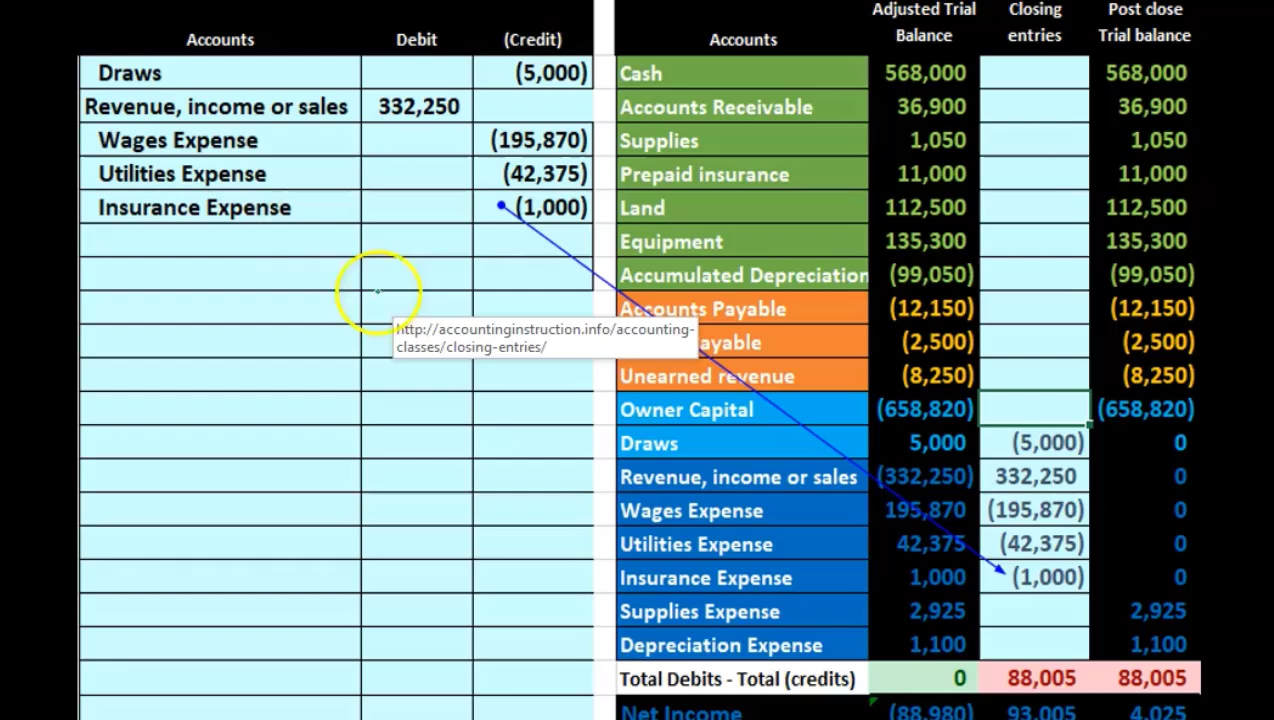 Accounts Debit (Credit)
Draws (5,000)
Revenue, income or sales 332,250
Wages Expense (195,870)
Utilities Expense (42,375)
Insurance Expense (1,000)
http://accountinginstruction.info/accounting-
classes/closing-entries/
Adjusted Trial Closing Post close
Accounts Balance entries Trial balance
Cash 568,000 568,000
Accounts Receivable 36,900 36,900
Supplies 1,050 1,050
Prepaid insurance 11,000 11,000
Land 112,500 112,500
Equipment 135,300 135,300
Accumulated Depreciation (99,050) (99,050)
Accounts Payable (12,150) (12,150)
ayable (2,500) (2,500)
Unearned revenue (8,250) (8,250)
Owner Capital (658,820) (658,820)
Draws 5,000 (5,000) 0
Revenue, income or sales (332,250) 332,250 0
Wages Expense 195,870 (195,870) 0
Utilities Expense 42,375 (42,375) 0
Insurance Expense 1,000 (1,000) 0
Supplies Expense 2,925 2,925
Depreciation Expense 1,100 1,100
Total Debits - Total (credits) 0 88,005 88,005
Net Income (88,980) 93,005 4,025